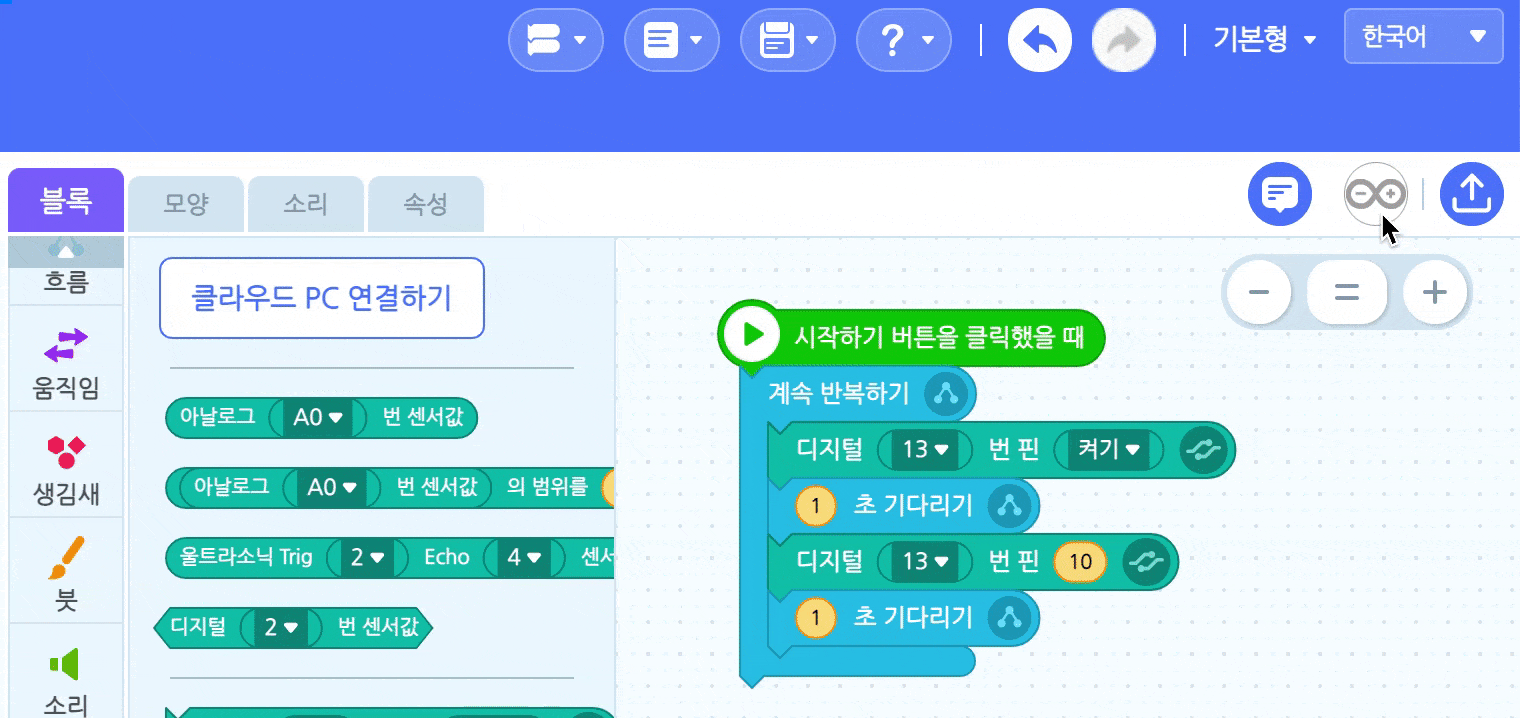 기본형
한국어
블록
모양
소리
속성
흐름
움직임
생김새
붓
소리
클라우드 PC 연결하기
아날로그 A0 번 센서값
아날로그 A0 번 센서값 의 범위를
울트라소닉 Trig 2 Echo 4
디지털 2 번 센서값
시작하기 버튼을 클릭했을 때
계속 반복하기
디지털 13 번 핀 켜기
1 초 기다리기
디지털 13 번 핀 10
1 초 기다리기